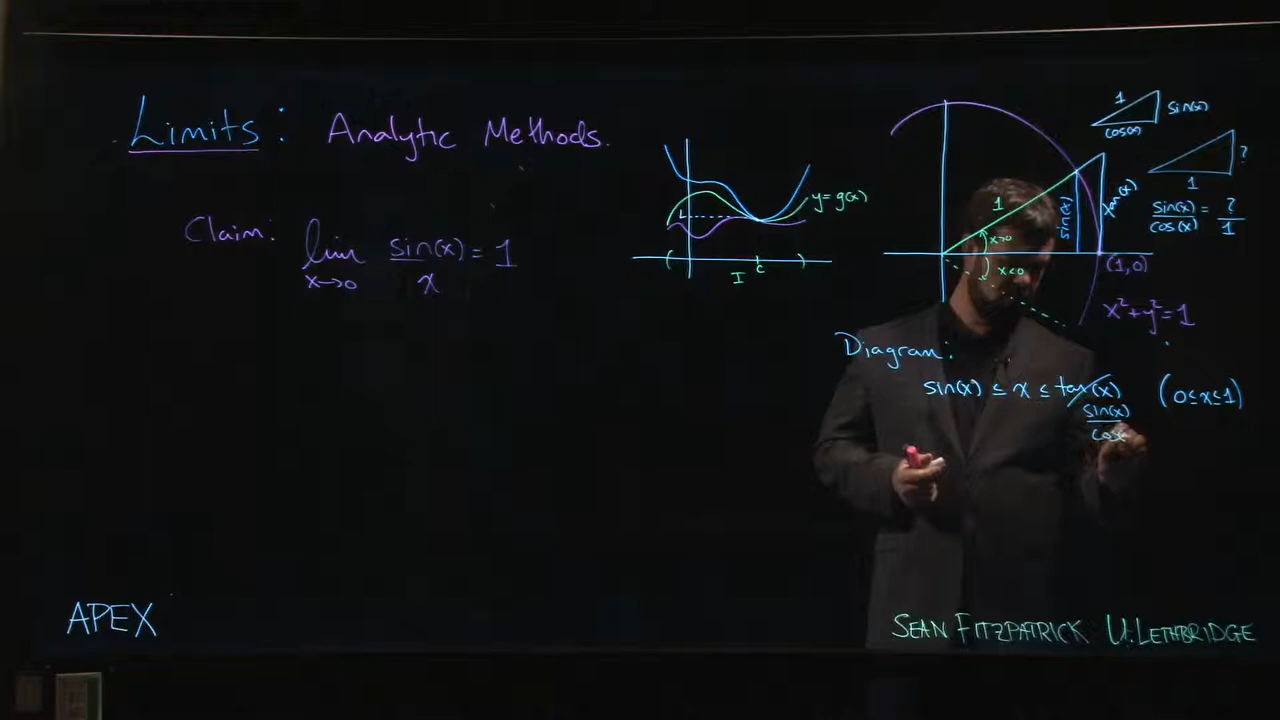 Limits: Analytic Methods.
Claim: lim sin(x)/x = 1
x→0
y=g(x)
L
( )
I c
1
sin(x)
cos(x)
?
1
sin(x)/cos(x) = ?/1
1
sin(x)
tan(x)
x>0
x<0
(1,0)
x²+y²=1
Diagram:
sin(x) ≤ x ≤ tan(x) (0≤x≤1)
sin(x)
cos
APEX
SEAN FITZPATRICK U. LETHBRIDGE